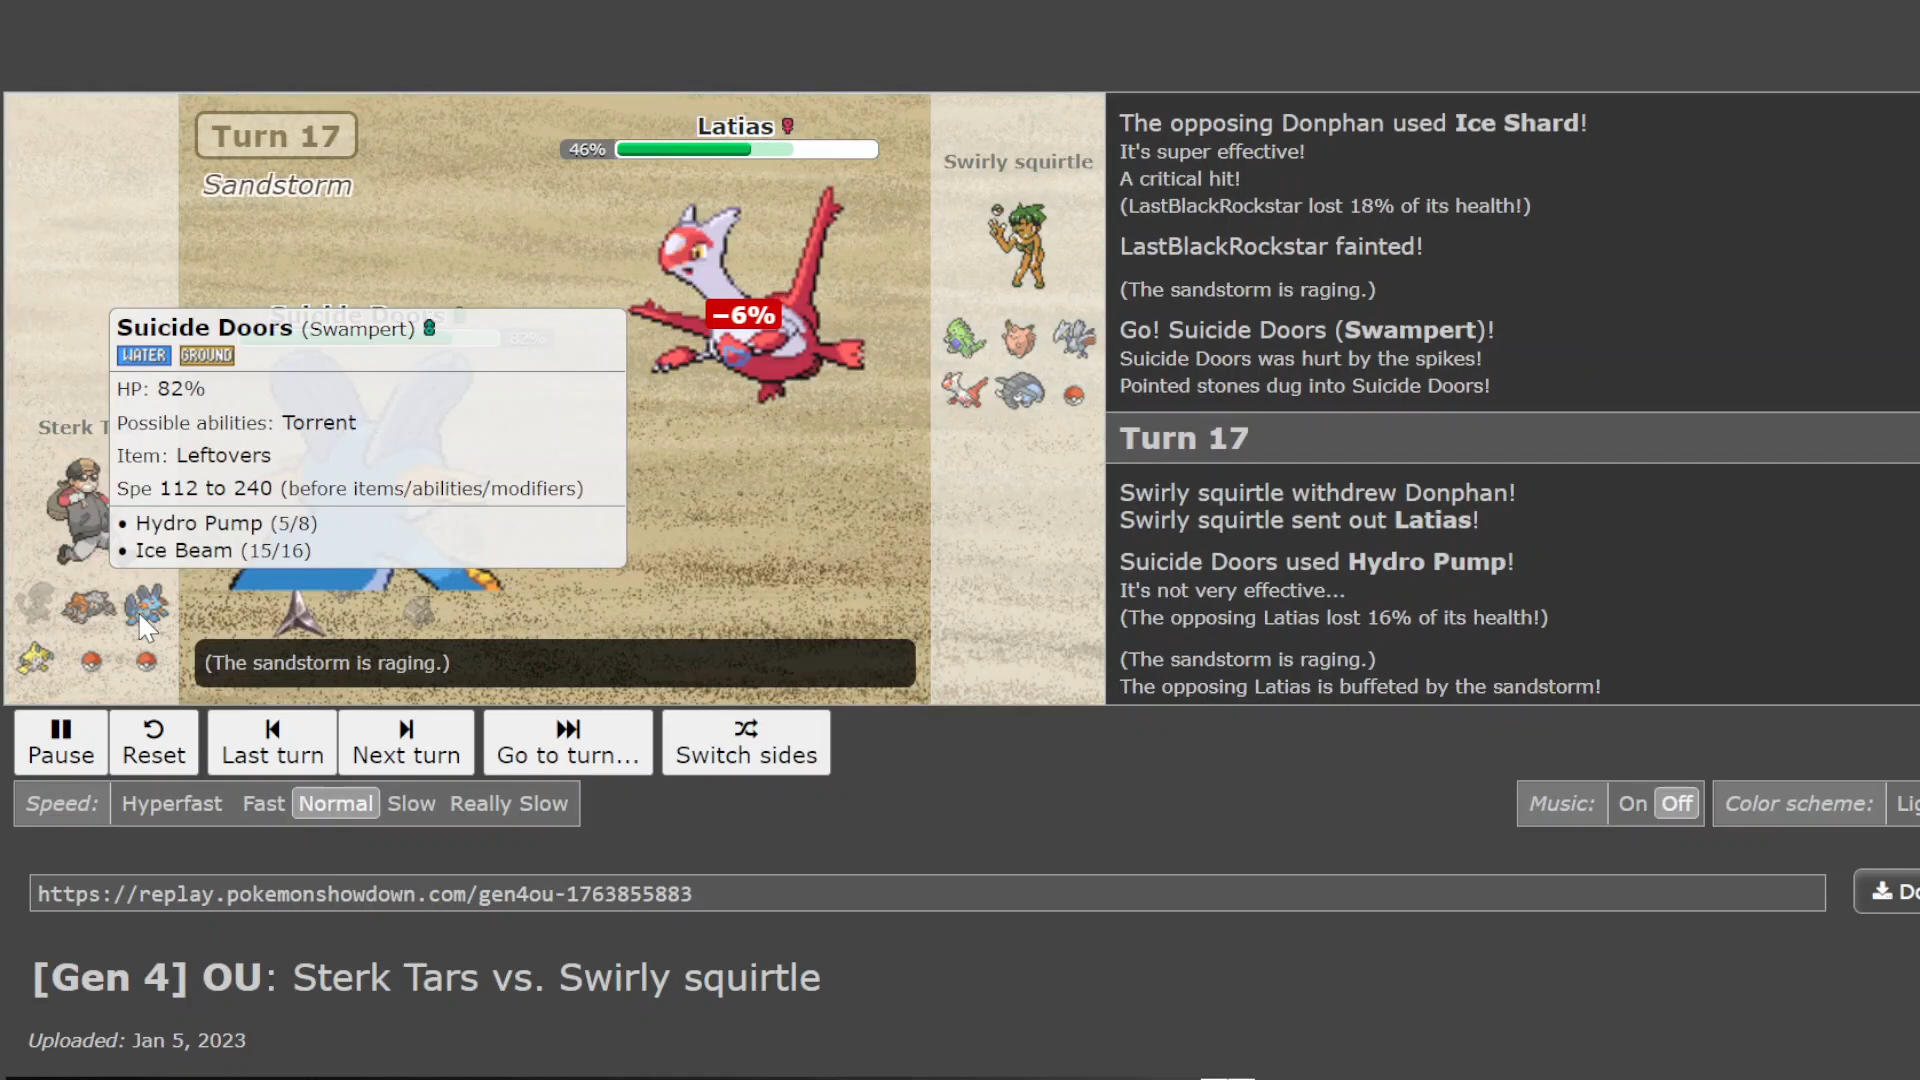 Turn 17
Sandstorm
Latias
46%
Swirly squirtle
-6%
Suicide Doors
82%
Suicide Doors (Swampert)
WATER GROUND
HP: 82%
Possible abilities: Torrent
Item: Leftovers
Spe 112 to 240 (before items/abilities/modifiers)
• Hydro Pump (5/8)
• Ice Beam (15/16)
Sterk T
(The sandstorm is raging.)
The opposing Donphan used Ice Shard!
It's super effective!
A critical hit!
(LastBlackRockstar lost 18% of its health!)
LastBlackRockstar fainted!
(The sandstorm is raging.)
Go! Suicide Doors (Swampert)!
Suicide Doors was hurt by the spikes!
Pointed stones dug into Suicide Doors!
Turn 17
Swirly squirtle withdrew Donphan!
Swirly squirtle sent out Latias!
Suicide Doors used Hydro Pump!
It's not very effective...
(The opposing Latias lost 16% of its health!)
(The sandstorm is raging.)
The opposing Latias is buffeted by the sandstorm!
Pause Reset Last turn Next turn Go to turn... Switch sides
Speed: Hyperfast Fast Normal Slow Really Slow
Music: On Off Color scheme: Lig
https://replay.pokemonshowdown.com/gen4ou-1763855883
Do
[Gen 4] OU: Sterk Tars vs. Swirly squirtle
Uploaded: Jan 5, 2023